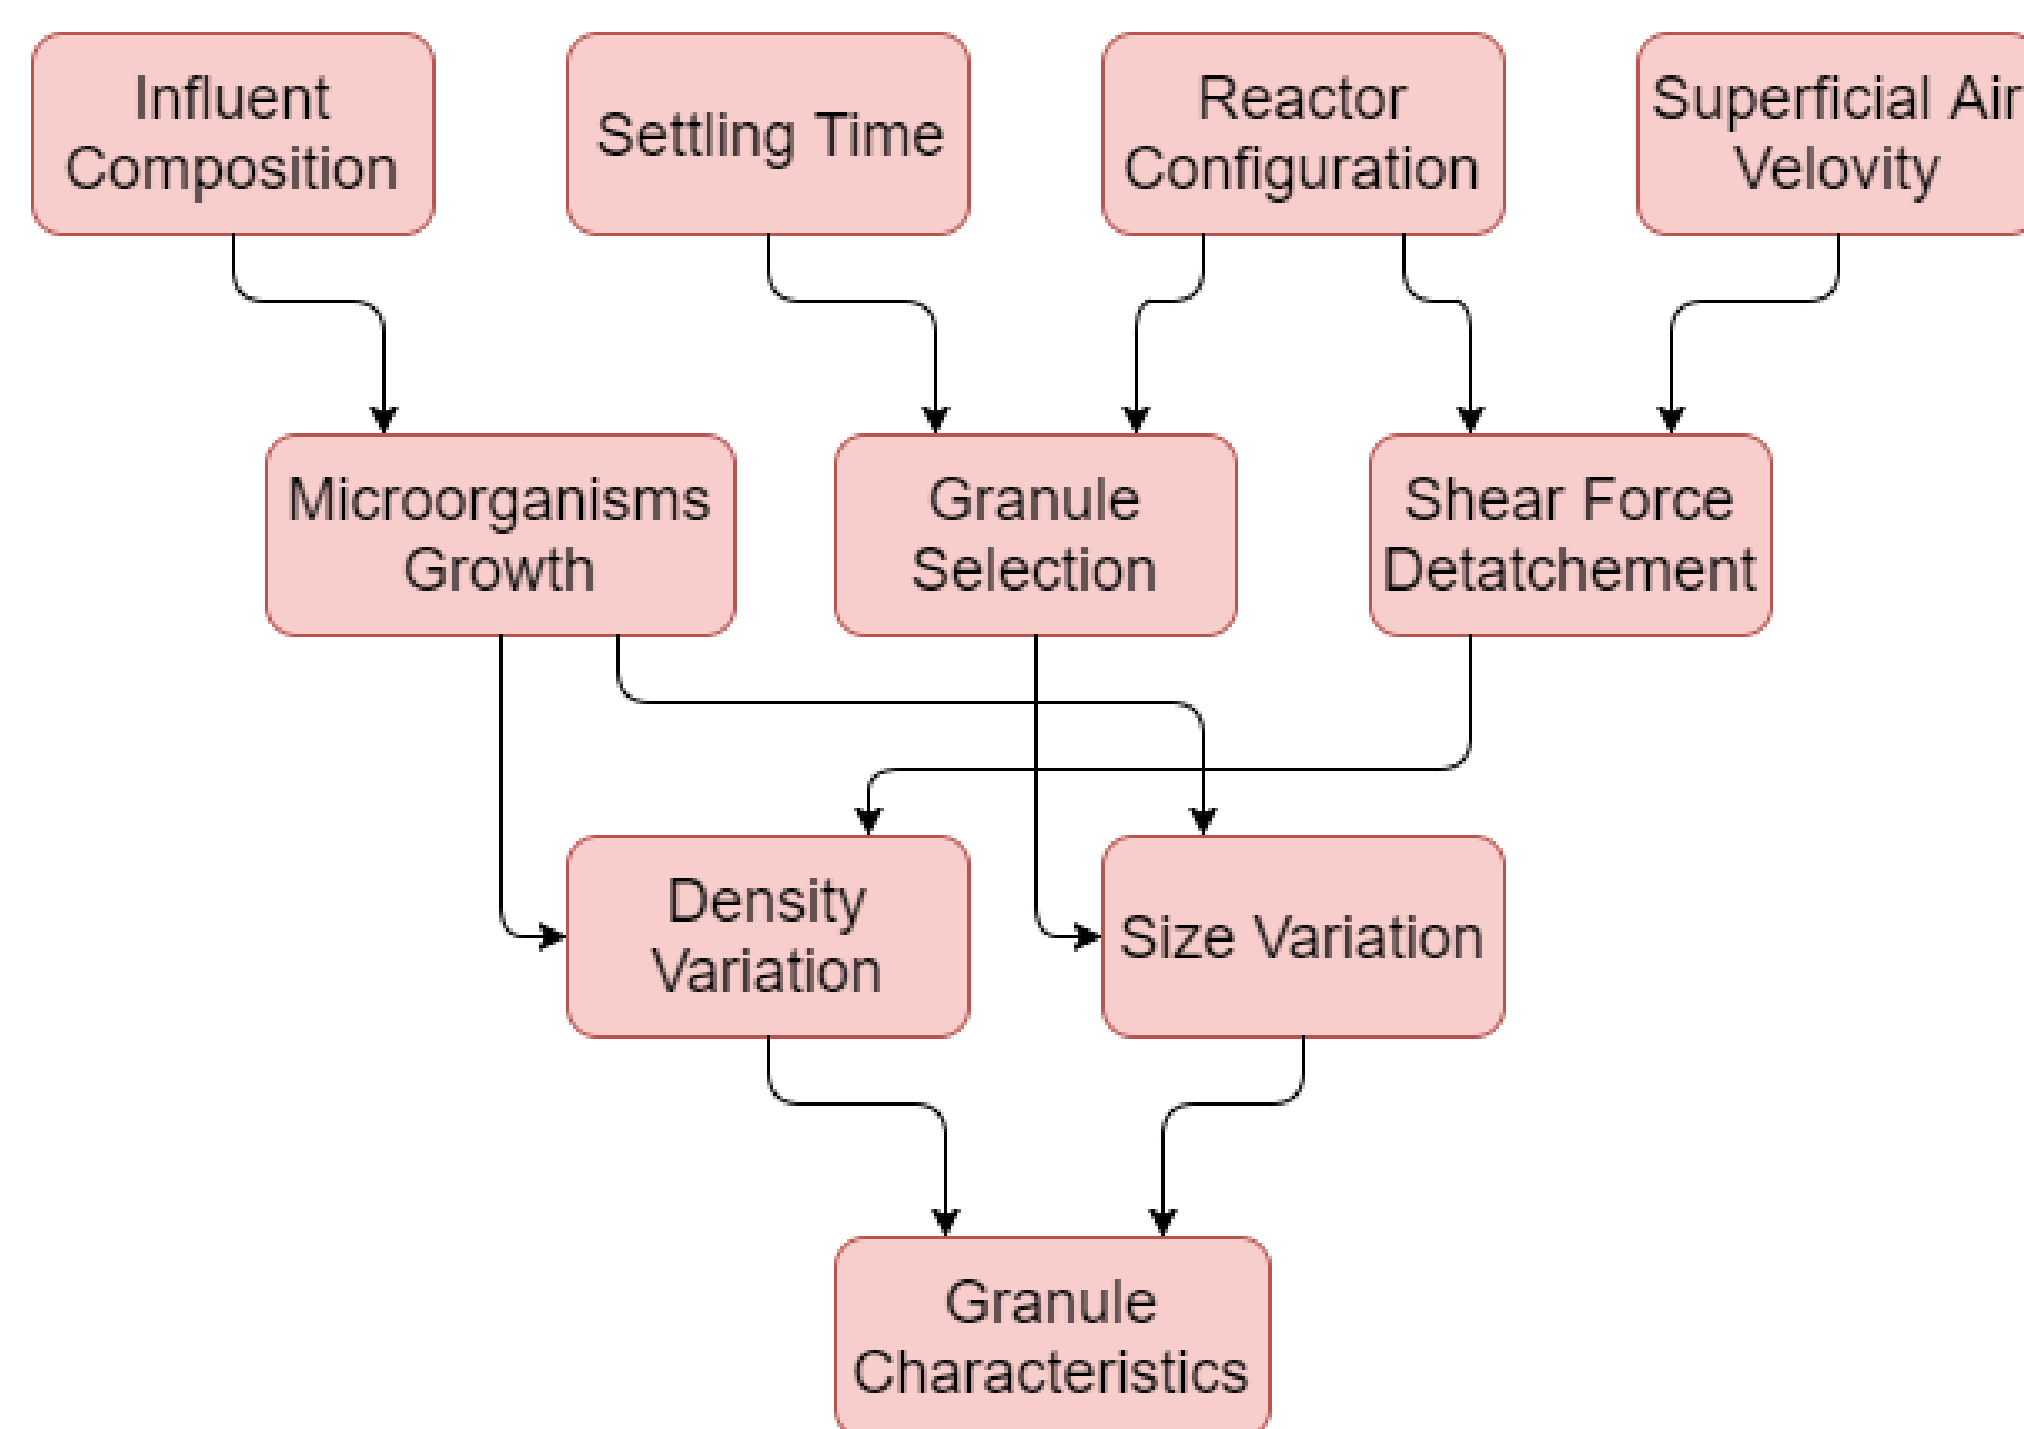 Influent
Composition
Settling Time
Reactor
Configuration
Superficial Air
Velovity
Microorganisms
Growth
Granule
Selection
Shear Force
Detatchement
Density
Variation
Size Variation
Granule
Characteristics